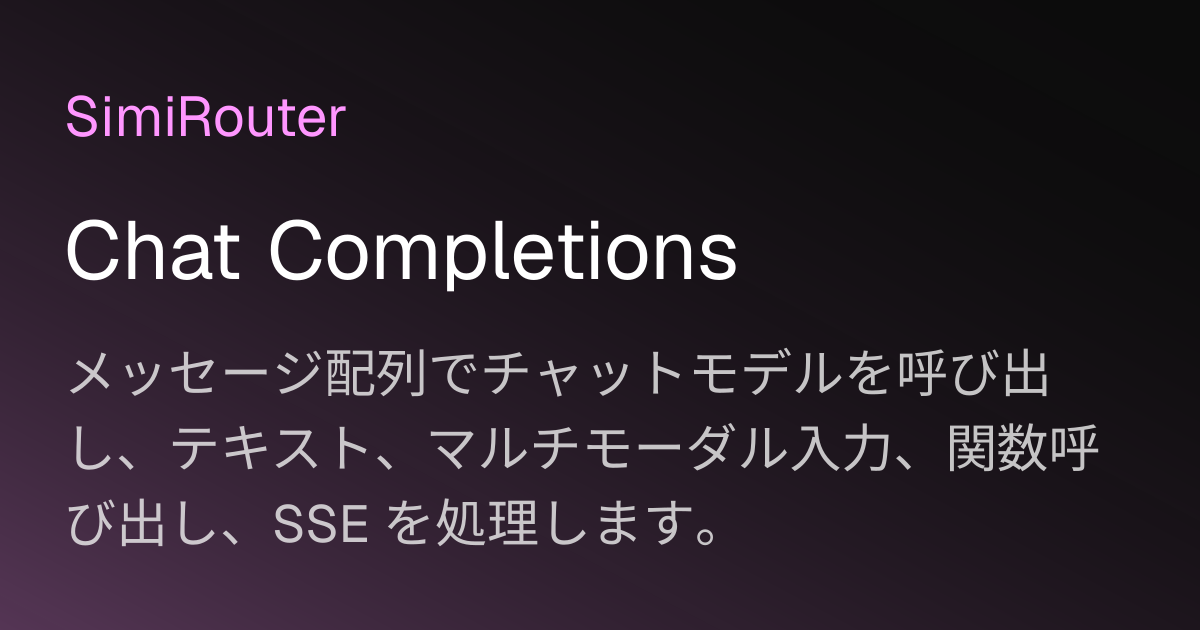 SimiRouter
Chat Completions
メッセージ配列でチャットモデルを呼び出
し、テキスト、マルチモーダル入力、関数呼
び出し、SSE を処理します。